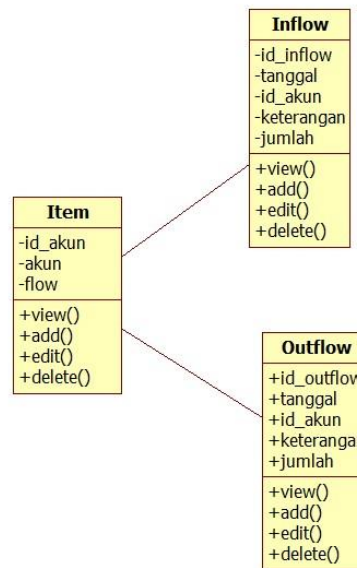 Inflow
-id_inflow
-tanggal
-id_akun
-keterangan
-jumlah
+view()
+add()
+edit()
+delete()
Item
-id_akun
-akun
-flow
+view()
+add()
+edit()
+delete()
Outflow
+id_outflow
+tanggal
+id_akun
+keteranga
+jumlah
+view()
+add()
+edit()
+delete()